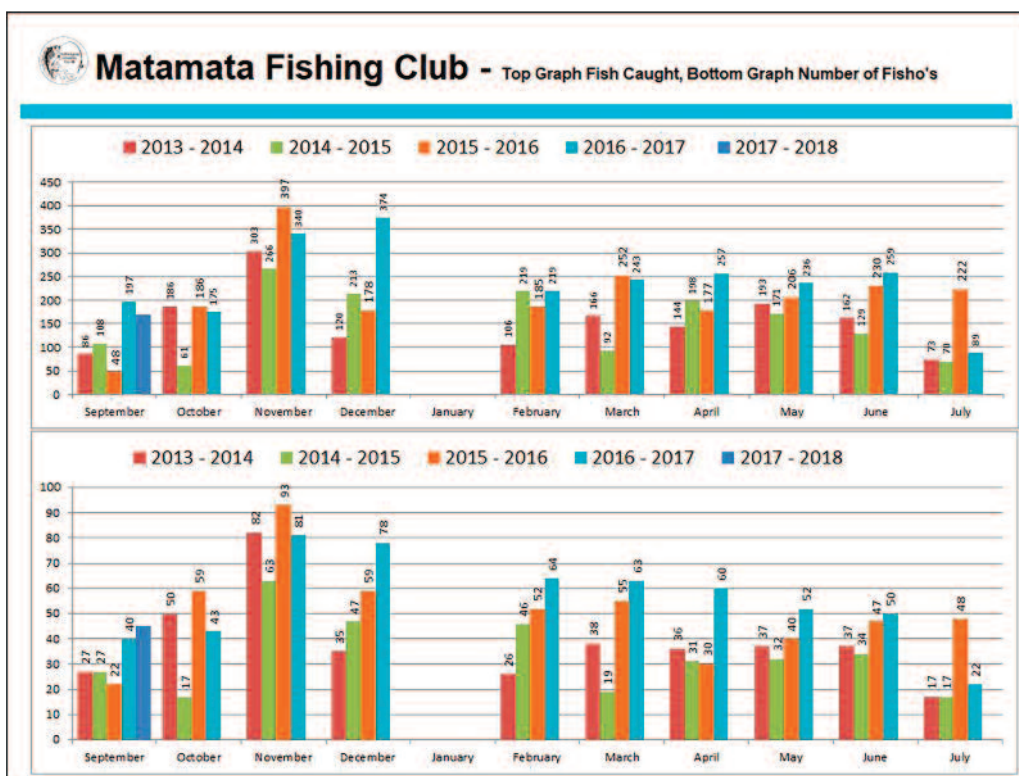 Matamata Fishing Club - Top Graph Fish Caught, Bottom Graph Number of Fisho's
2013 - 2014 2014 - 2015 2015 - 2016 2016 - 2017 2017 - 2018
450
400
350
300
250
200
150
100
50
0
86 108 48 197
186 61 186 175
303 266 397 340
120 213 178 374
106 219 185 219
166 92 252 243
144 198 177 257
193 171 206 236
162 129 230 259
73 70 222 89
September October November December January February March April May June July
2013 - 2014 2014 - 2015 2015 - 2016 2016 - 2017 2017 - 2018
100
90
80
70
60
50
40
30
20
10
0
27 27 22 40
50 17 59 43
82 63 93 81
35 47 59 78
26 46 52 64
38 19 55 63
36 31 30 60
37 32 40 52
37 34 47 50
17 17 48 22
September October November December January February March April May June July